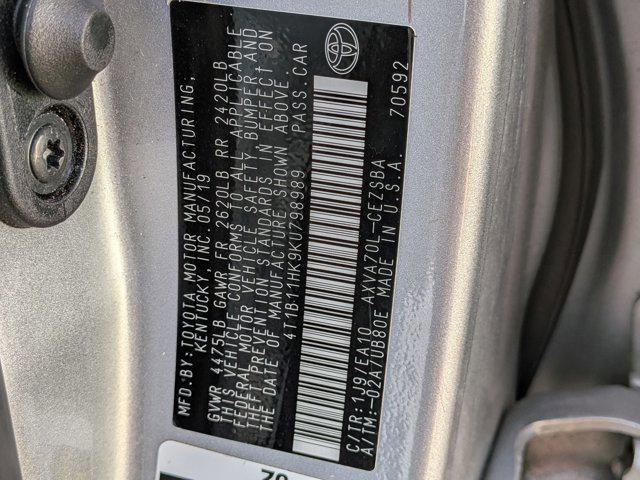 MFD. BY: TOYOTA MOTOR MANUFACTURING,
KENTUCKY, INC. 05/19
GVWR 4475LB GAWR FR 2620LB RR 2420LB
THIS VEHICLE CONFORMS TO ALL APPLICABLE
FEDERAL MOTOR VEHICLE SAFETY, BUMPER AND
THEFT PREVENTION STANDARDS IN EFFECT ON
THE DATE OF MANUFACTURE SHOWN ABOVE.
4T1B11HK9KU796980 PASS. CAR
C/TR: 1J9/EA10 AXVA70L-CEZSBA
A/TM: -02A/UB80E MADE IN U.S.A. 70592